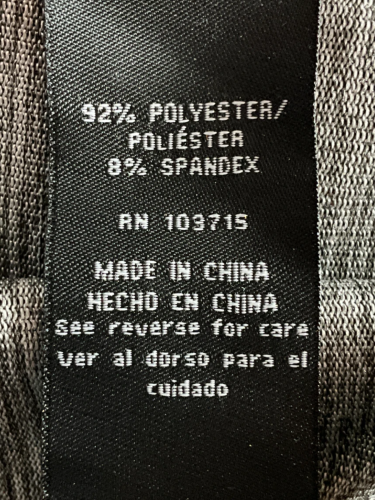 92% POLYESTER/
POLIÉSTER
8% SPANDEX
RN 103715
MADE IN CHINA
HECHO EN CHINA
See reverse for care
Ver al dorso para el
cuidado